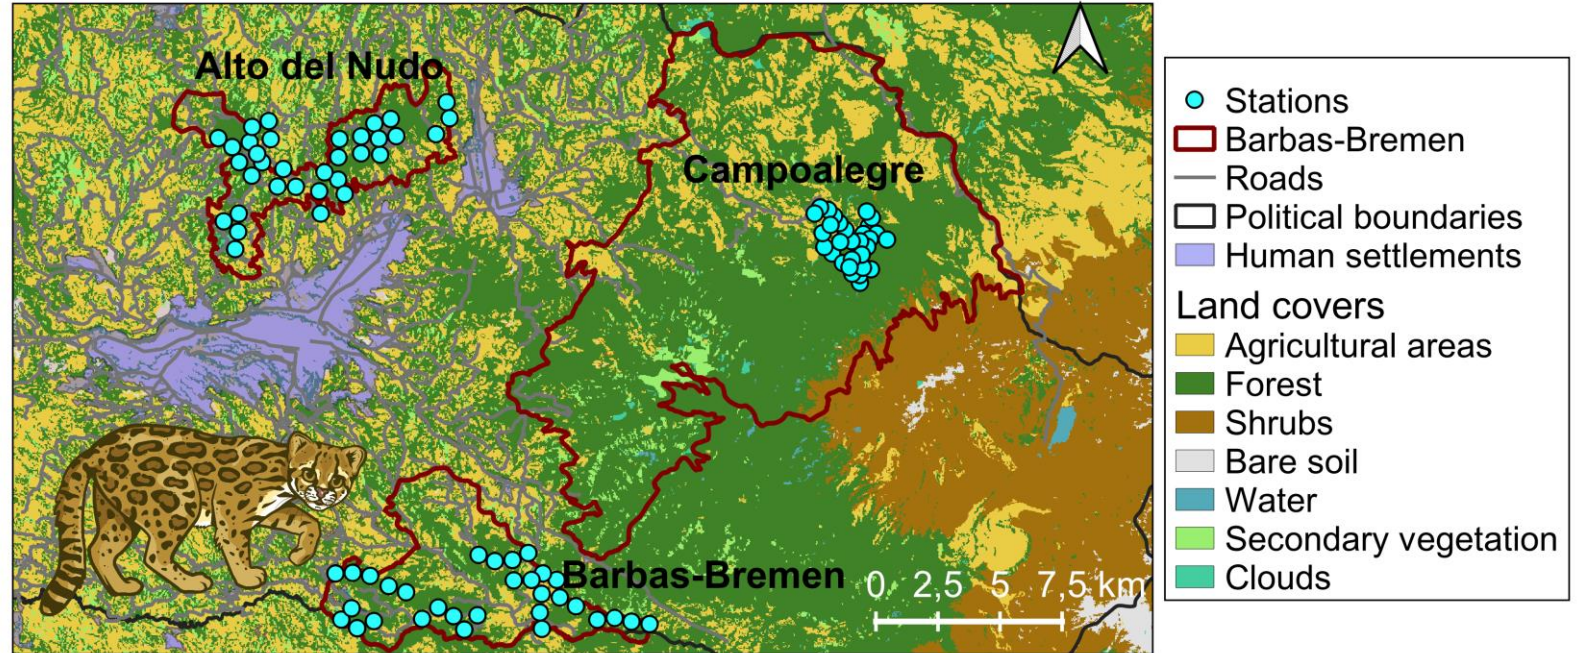 Alto del Nudo
Campoalegre
Barbas-Bremen
0 2,5 5 7,5 km
Stations
Barbas-Bremen
Roads
Political boundaries
Human settlements
Land covers
Agricultural areas
Forest
Shrubs
Bare soil
Water
Secondary vegetation
Clouds